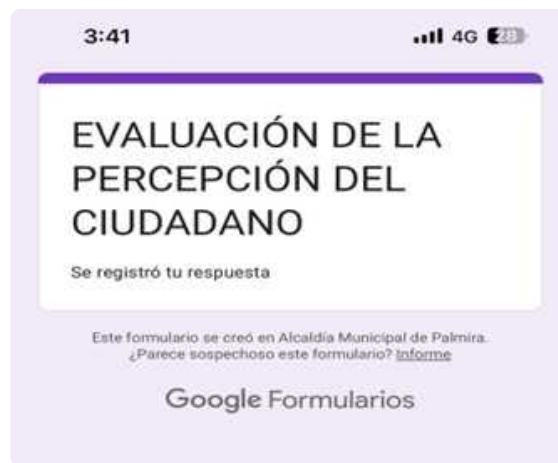 3:41
4G 28
EVALUACIÓN DE LA
PERCEPCIÓN DEL
CIUDADANO
Se registró tu respuesta
Este formulario se creó en Alcaldía Municipal de Palmira.
¿Parece sospechoso este formulario? Informe
Google Formularios